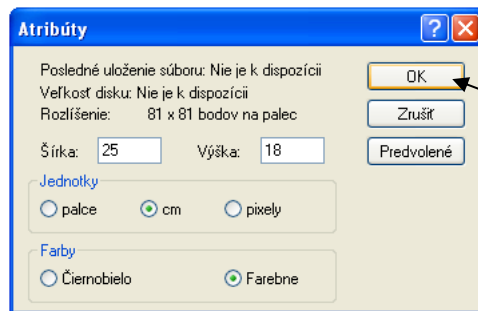 Atribúty
Posledné uloženie súboru: Nie je k dispozícii
Veľkosť disku: Nie je k dispozícii
Rozlíšenie: 81 x 81 bodov na palec
Šírka: 25 Výška: 18
OK
Zrušiť
Predvolené
Jednotky
palce cm pixely
Farby
Čiernobielo Farebne